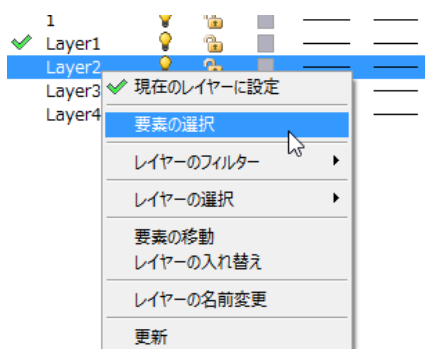 1
Layer1
Layer2
Layer3
Layer4
現在のレイヤーに設定
要素の選択
レイヤーのフィルター
レイヤーの選択
要素の移動
レイヤーの入れ替え
レイヤーの名前変更
更新